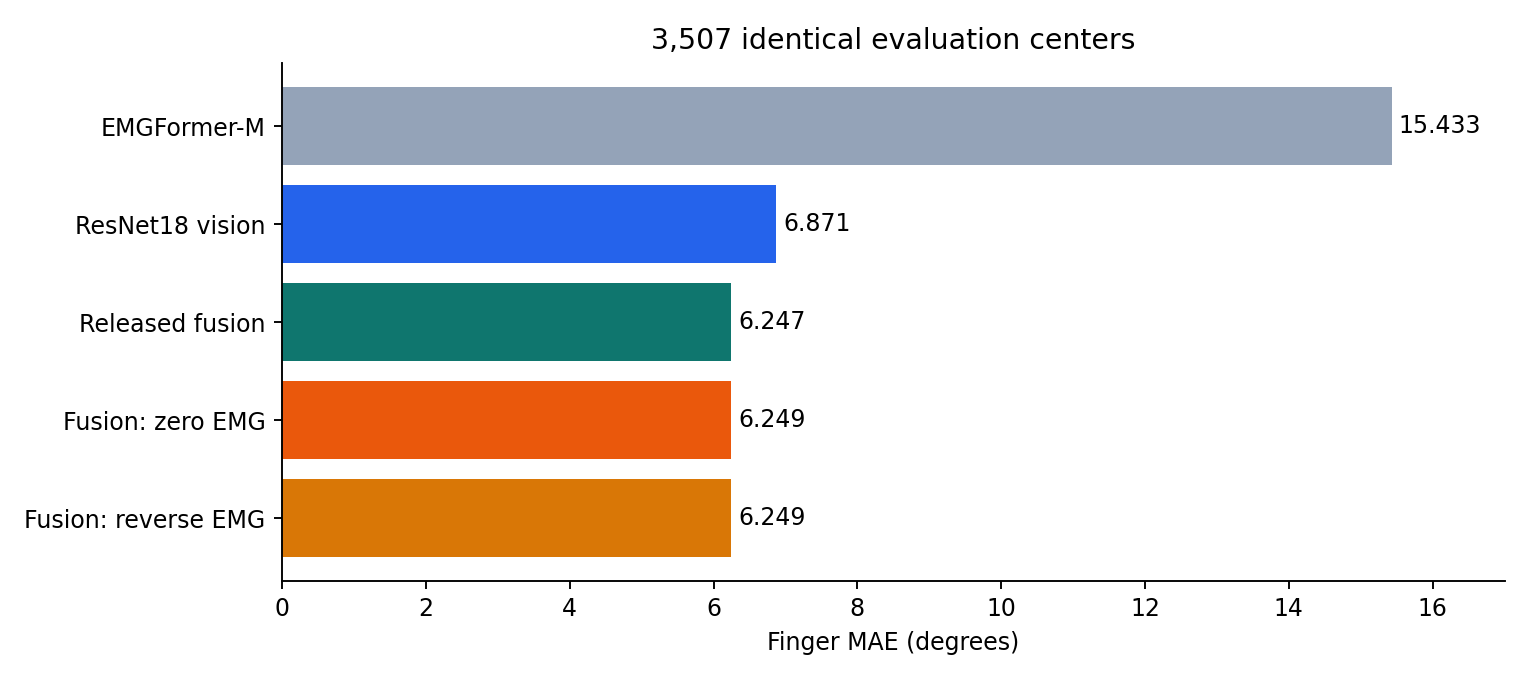 3,507 identical evaluation centers
EMGFormer-M
15.433
ResNet18 vision
6.871
Released fusion
6.247
Fusion: zero EMG
6.249
Fusion: reverse EMG
6.249
0 2 4 6 8 10 12 14 16
Finger MAE (degrees)